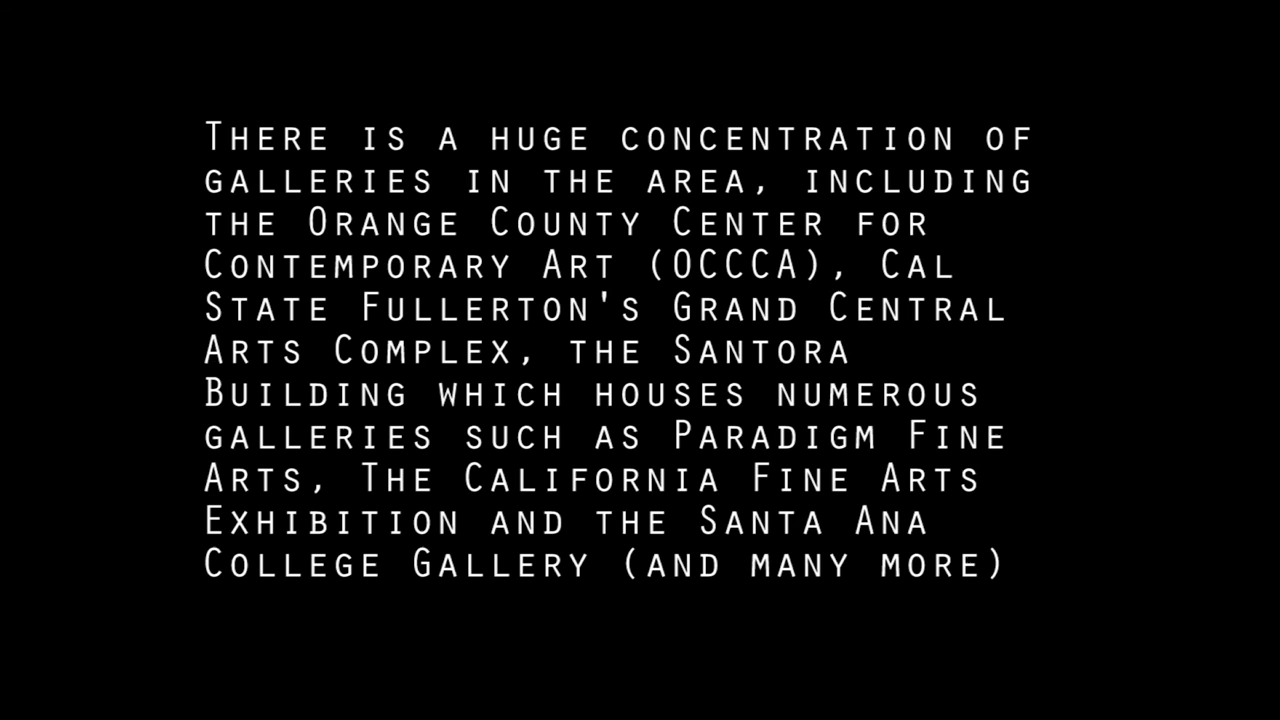 There is a huge concentration of
galleries in the area, including
the Orange County Center for
Contemporary Art (OCCCA), Cal
State Fullerton's Grand Central
Arts Complex, the Santora
Building which houses numerous
galleries such as Paradigm Fine
Arts, The California Fine Arts
Exhibition and the Santa Ana
College Gallery (and many more)